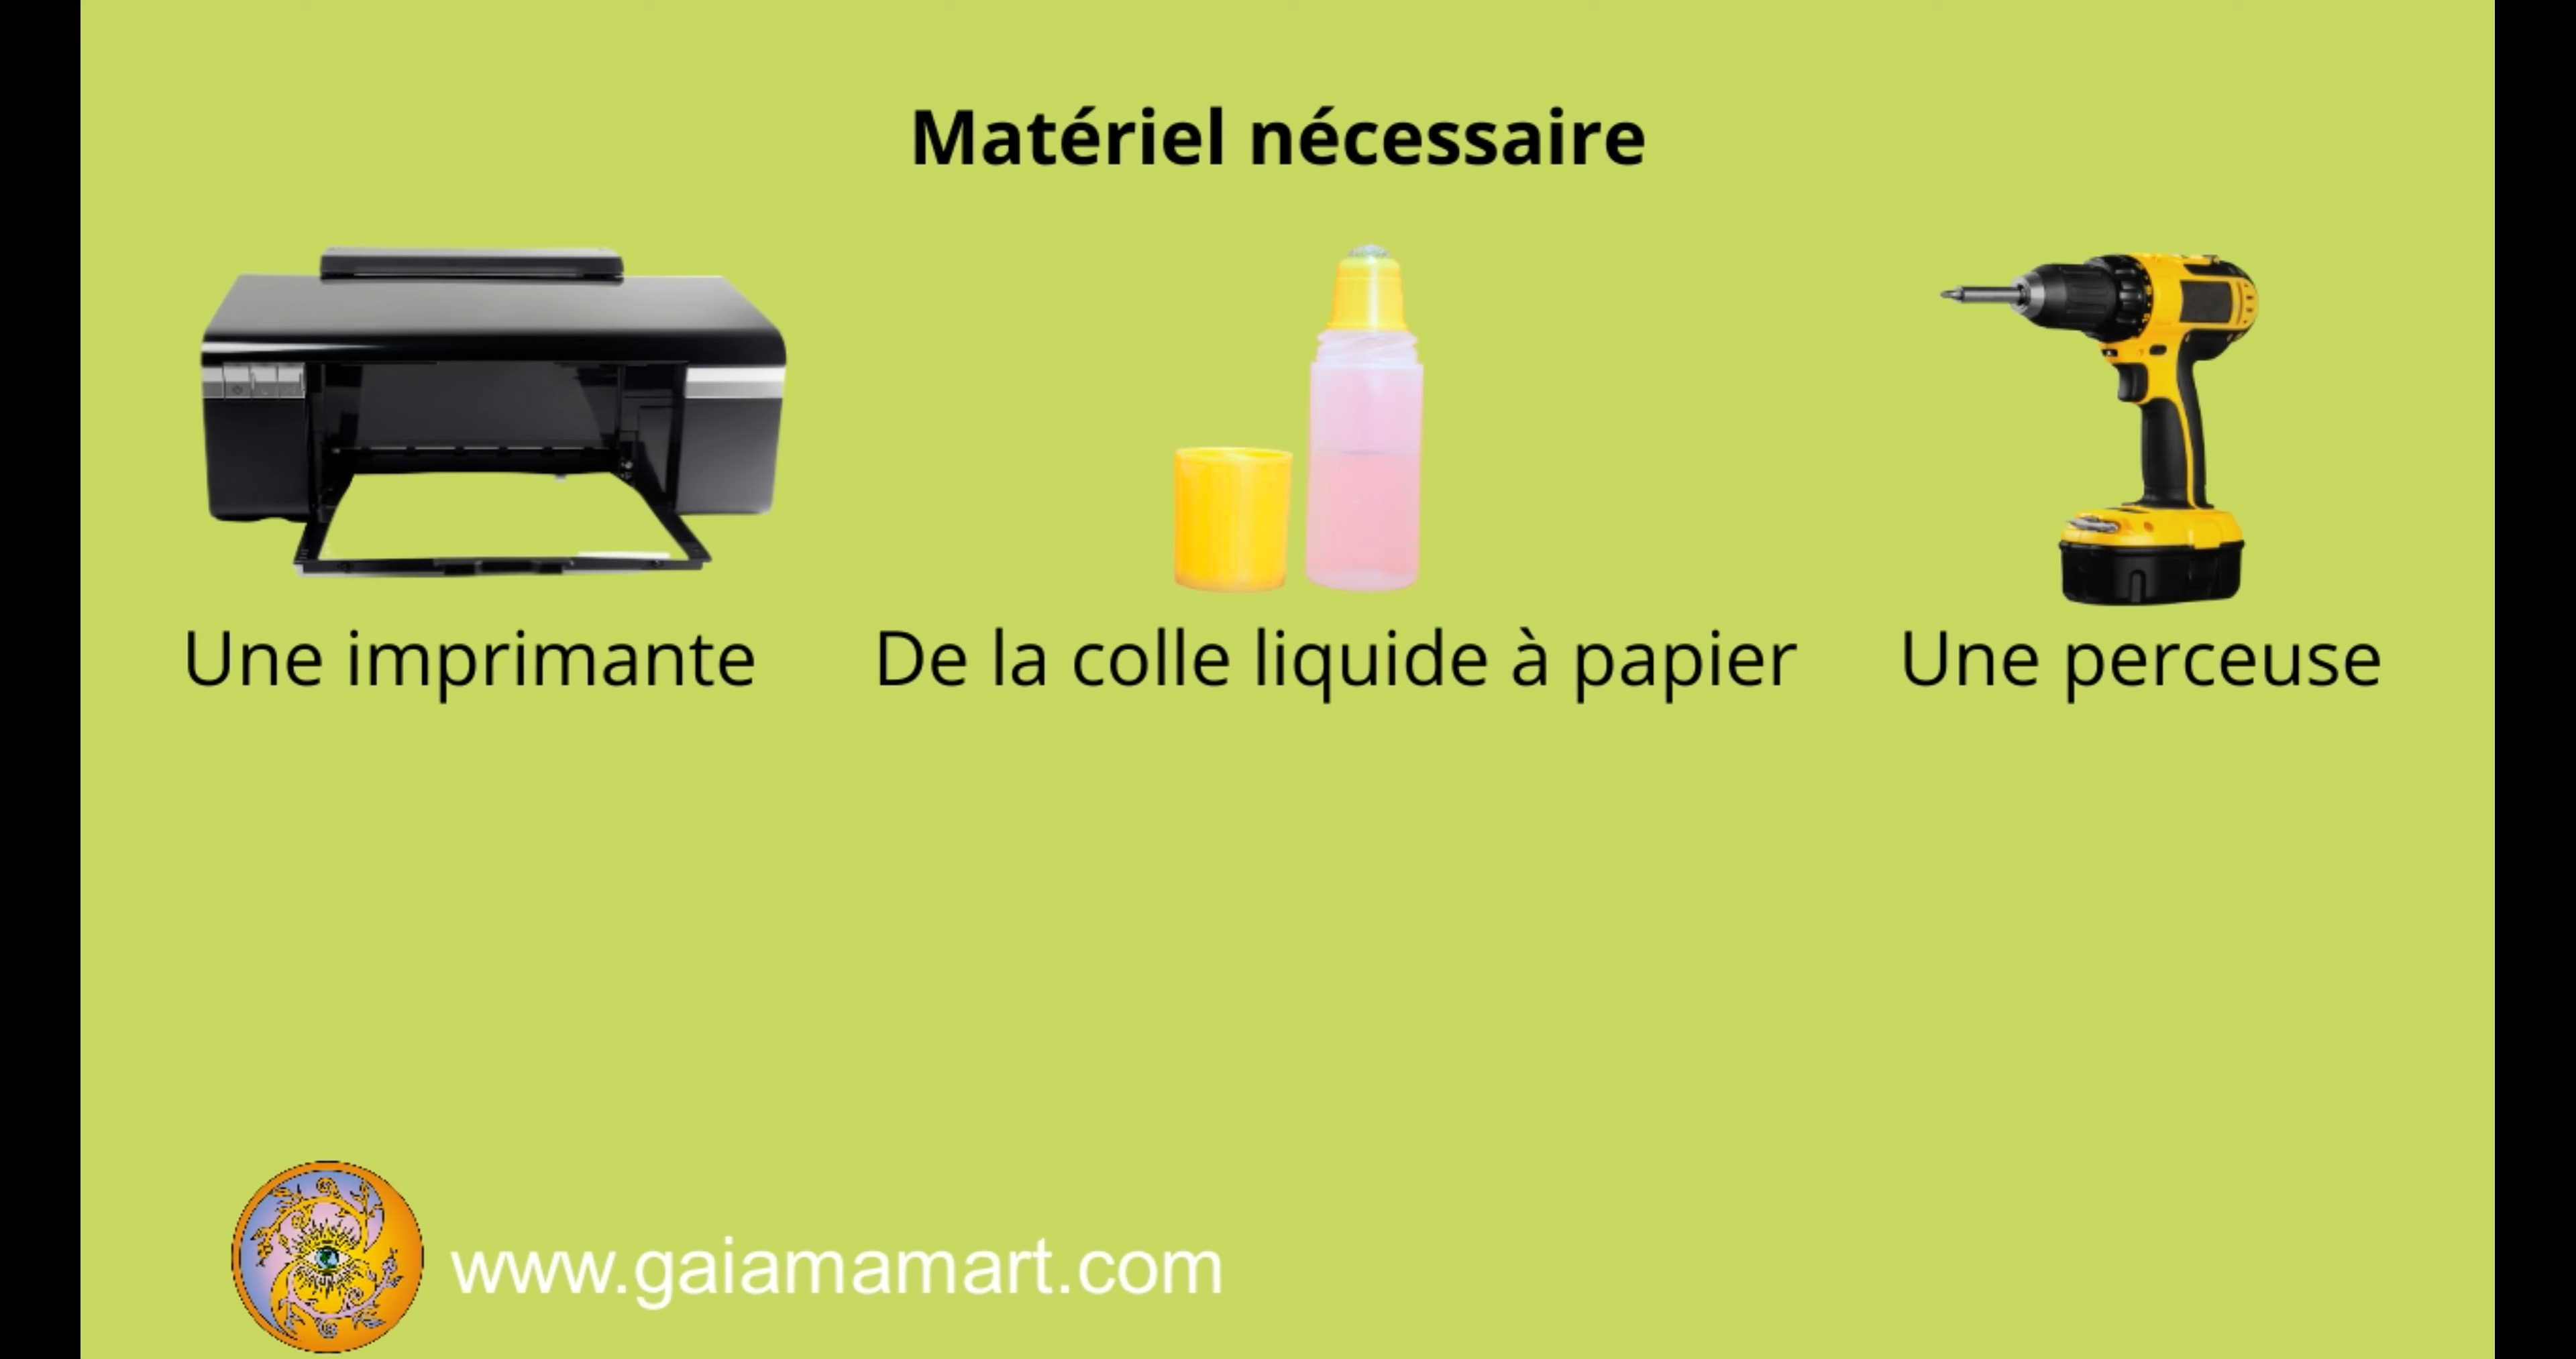 Matériel nécessaire
Une imprimante
De la colle liquide à papier
Une perceuse
www.gaiamamart.com